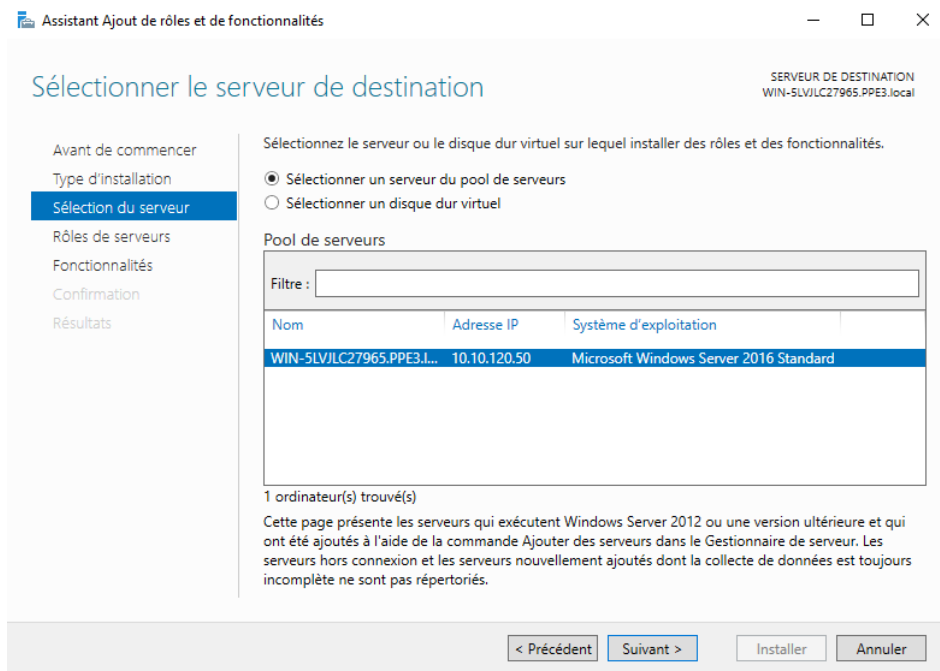 Assistant Ajout de rôles et de fonctionnalités
Sélectionner le serveur de destination
SERVEUR DE DESTINATION
WIN-5LVJLC27965.PPE3.local
Avant de commencer
Type d'installation
Sélection du serveur
Rôles de serveurs
Fonctionnalités
Confirmation
Résultats
Sélectionnez le serveur ou le disque dur virtuel sur lequel installer des rôles et des fonctionnalités.
Sélectionner un serveur du pool de serveurs
Sélectionner un disque dur virtuel
Pool de serveurs
Filtre :
Nom Adresse IP Système d'exploitation
WIN-5LVJLC27965.PPE3.l... 10.10.120.50 Microsoft Windows Server 2016 Standard
1 ordinateur(s) trouvé(s)
Cette page présente les serveurs qui exécutent Windows Server 2012 ou une version ultérieure et qui
ont été ajoutés à l'aide de la commande Ajouter des serveurs dans le Gestionnaire de serveur. Les
serveurs hors connexion et les serveurs nouvellement ajoutés dont la collecte de données est toujours
incomplète ne sont pas répertoriés.
< Précédent Suivant > Installer Annuler